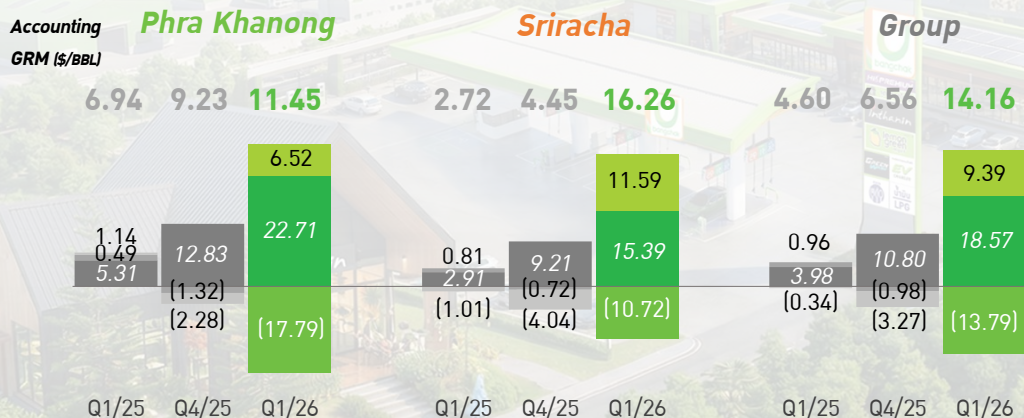 Accounting
GRM ($/BBL)
Phra Khanong
Sriracha
Group
6.94 9.23 11.45
2.72 4.45 16.26
4.60 6.56 14.16
1.14
0.49
5.31
12.83
(1.32)
(2.28)
6.52
22.71
(17.79)
0.81
2.91
(1.01)
9.21
(0.72)
(4.04)
11.59
15.39
(10.72)
0.96
3.98
(0.34)
10.80
(0.98)
(3.27)
9.39
18.57
(13.79)
Q1/25 Q4/25 Q1/26
Q1/25 Q4/25 Q1/26
Q1/25 Q4/25 Q1/26